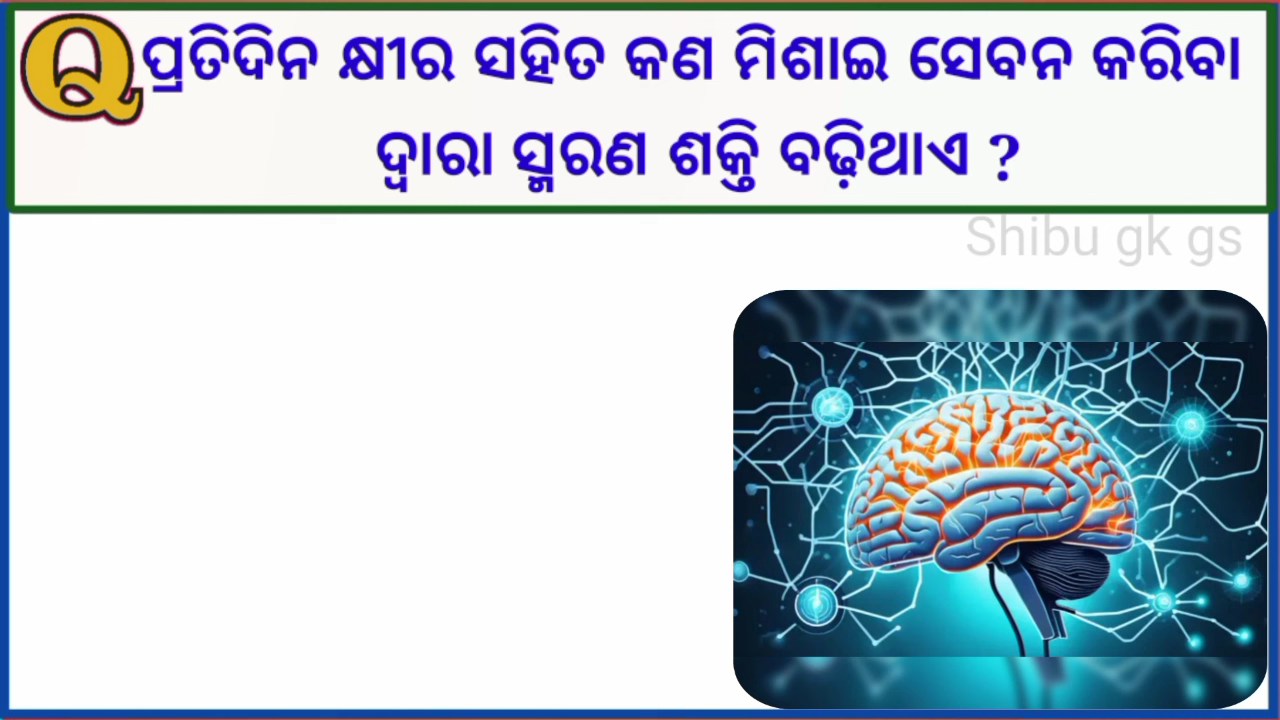 Q ପ୍ରତିଦିନ କ୍ଷୀର ସହିତ କଣ ମିଶାଇ ସେବନ କରିବା
ଦ୍ୱାରା ସ୍ମରଣ ଶକ୍ତି ବଢ଼ିଥାଏ ?
Shibu gk gs